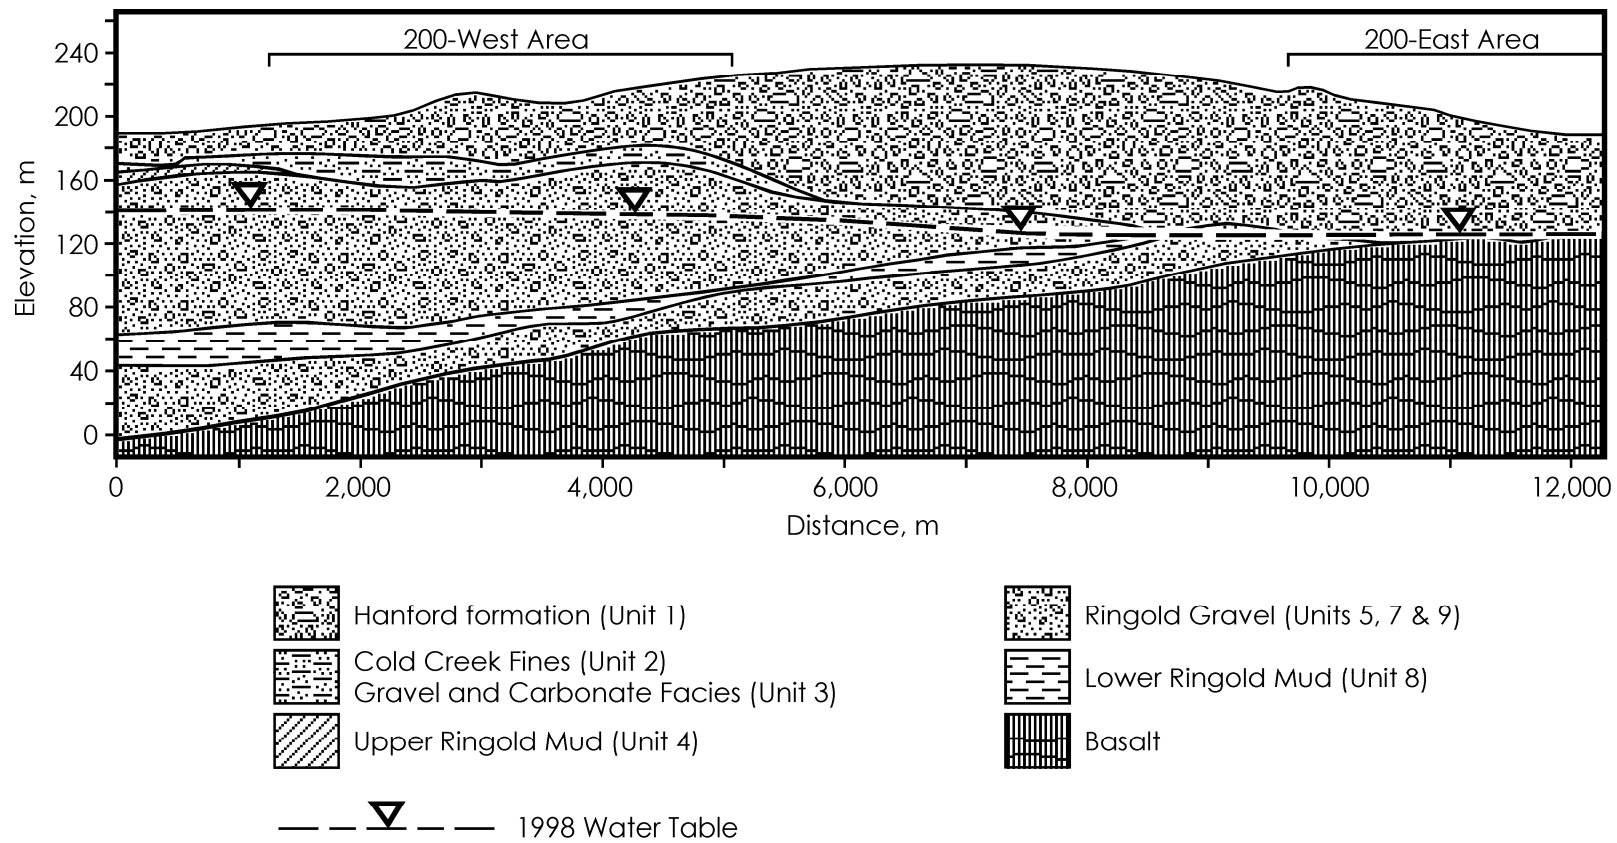 200-West Area
200-East Area
240
200
160
120
80
40
0
Elevation, m
0
2,000
4,000
6,000
8,000
10,000
12,000
Distance, m
Hanford formation (Unit 1)
Cold Creek Fines (Unit 2)
Gravel and Carbonate Facies (Unit 3)
Upper Ringold Mud (Unit 4)
Ringold Gravel (Units 5, 7 & 9)
Lower Ringold Mud (Unit 8)
Basalt
1998 Water Table